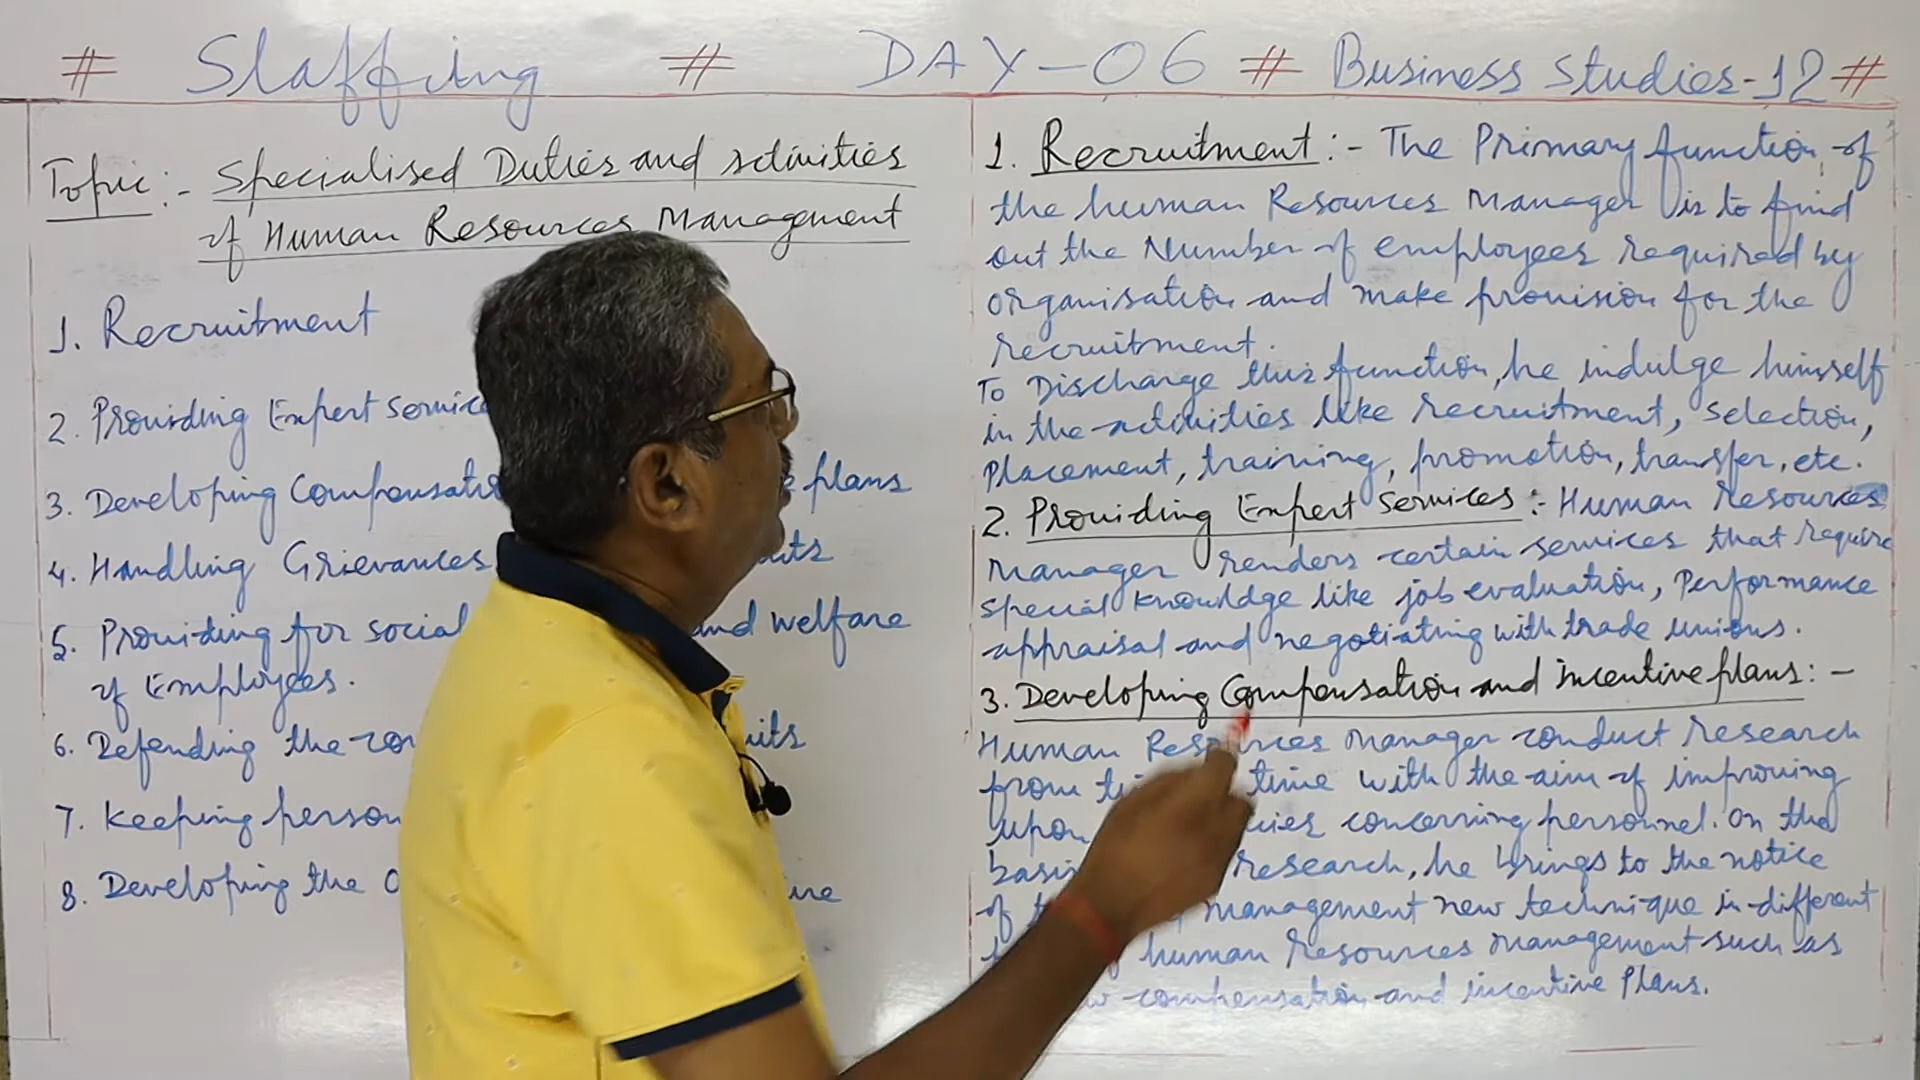 # Staffing # DAY-06 # Business Studies-12 #
Topic:- Specialised Duties and activities
of Human Resources Management
1. Recruitment
2. Providing Expert
3. Developing plans
4. Handling Grievances
5. Providing for social and welfare
of Employees.
6. Defending the
7. Keeping
8. Developing the
1. Recruitment:- The Primary function of
the human Resources Manager is to find
out the Number of employees required by
organisation and make provision for the
recruitment.
To Discharge this function, he indulge himself
in the activities like recruitment, selection,
Placement, training, promotion, transfer, etc.
2. Providing Expert Services:- Human Resources
Manager renders certain services that require
special knowldge like job evaluation, Performance
appraisal and negotiating with trade unions.
3. Developing Compensation and incentive plans:-
Human Resources Manager conduct research
from time with the aim of improving
upon concerning personnel. On the
research, he brings to the notice
of management new technique in different
human Resources management such as
compensation and incentive Plans.